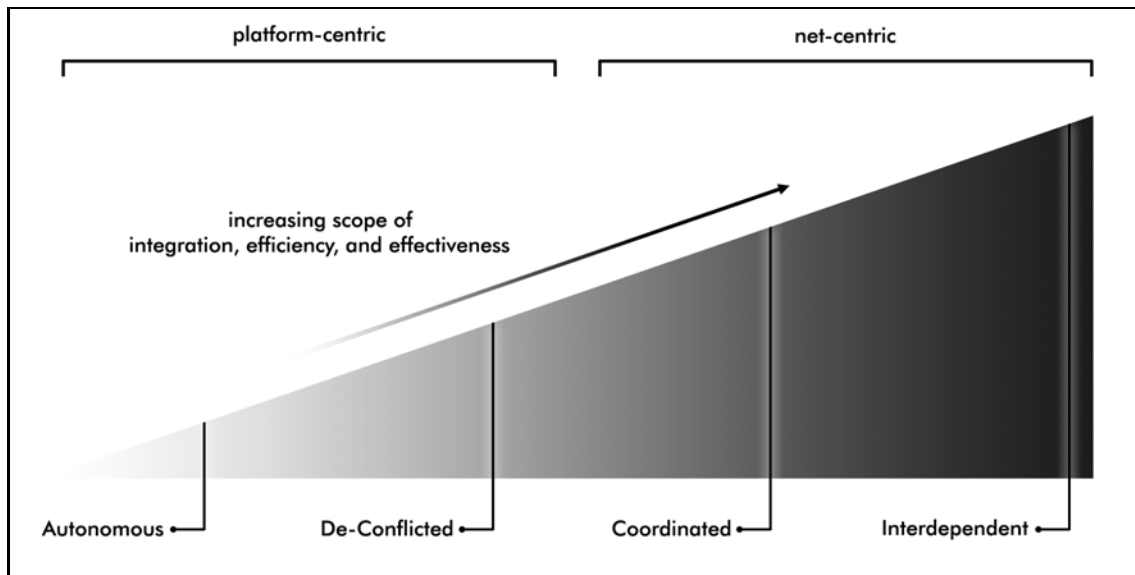 platform-centric
net-centric
increasing scope of
integration, efficiency, and effectiveness
Autonomous
De-Conflicted
Coordinated
Interdependent